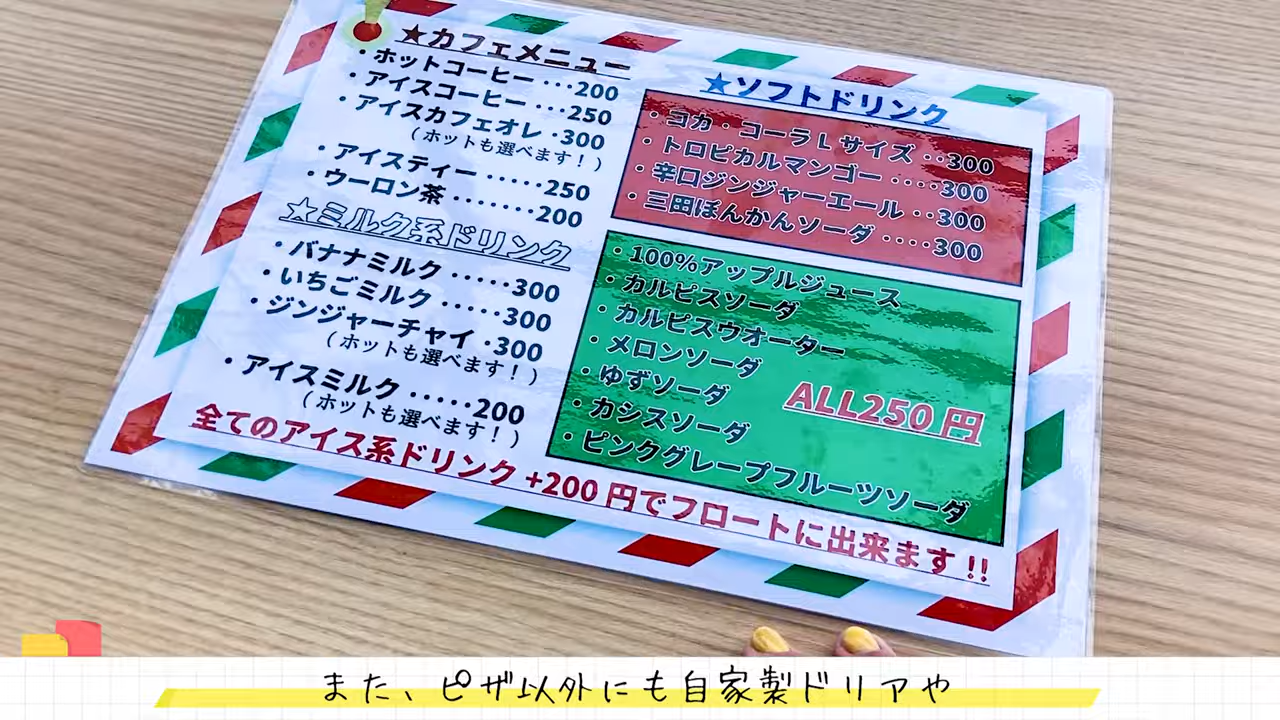 ★カフェメニュー
・ホットコーヒー…200
・アイスコーヒー…250
・アイスカフェオレ・300
(ホットも選べます!)
・アイスティー‥‥・250
・ウーロン茶…….200
★ミルク系ドリンク
・バナナミルク‥‥・300
・いちごミルク‥‥・300
・ジンジャーチャイ・300
(ホットも選べます!)
・アイスミルク‥‥・200
(ホットも選べます!)
★ソフトドリンク
・コカ・コーラLサイズ‥300
・トロピカルマンゴー‥‥300
・辛口ジンジャーエール‥300
・三田ぽんかんソーダ‥‥300
・100%アップルジュース
・カルピスソーダ
・カルピスウオーター
・メロンソーダ
・ゆずソーダ
・カシスソーダ
・ピンクグレープフルーツソーダ
ALL250円
全てのアイス系ドリンク+200円でフロートに出来ます!!
また、ピザ以外にも自家製ドリアや